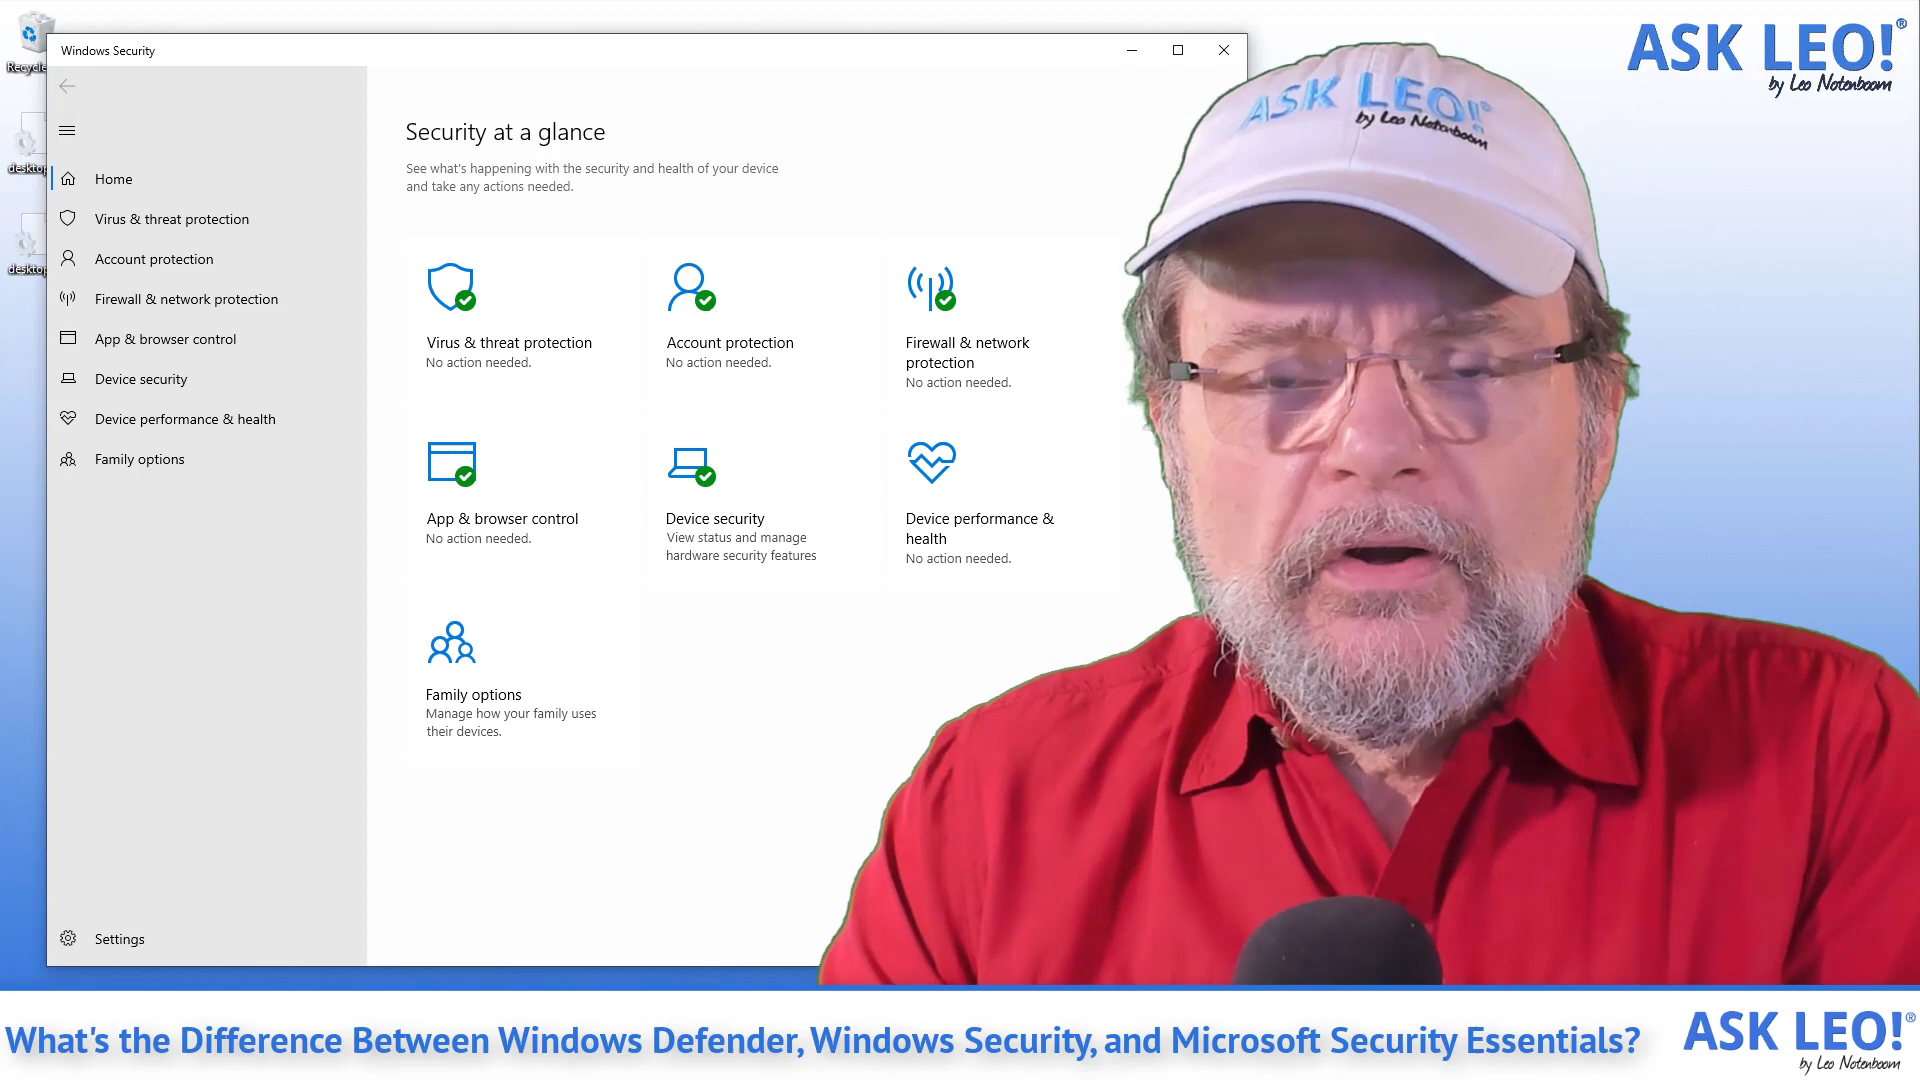 Recycle
desktop
desktop
Windows Security
Home
Virus & threat protection
Account protection
Firewall & network protection
App & browser control
Device security
Device performance & health
Family options
Settings
Security at a glance
See what's happening with the security and health of your device
and take any actions needed.
Virus & threat protection
No action needed.
Account protection
No action needed.
Firewall & network
protection
No action needed.
App & browser control
No action needed.
Device security
View status and manage
hardware security features
Device performance &
health
No action needed.
Family options
Manage how your family uses
their devices.
ASK LEO!®
by Leo Notenboom
ASK LEO!®
by Leo Notenboom
What's the Difference Between Windows Defender, Windows Security, and Microsoft Security Essentials?
ASK LEO!®
by Leo Notenboom